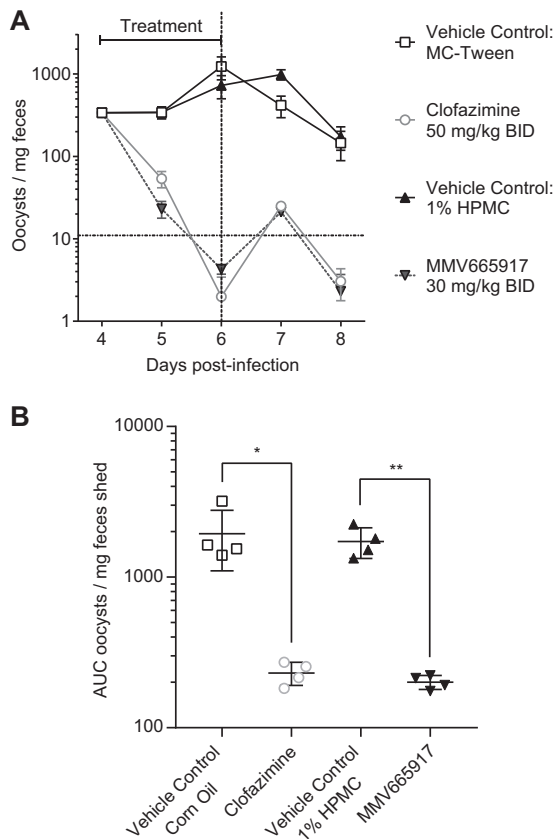 A
Treatment
1000
100
10
1
Oocysts / mg feces
4 5 6 7 8
Days post-infection
Vehicle Control:
MC-Tween
Clofazimine
50 mg/kg BID
Vehicle Control:
1% HPMC
MMV665917
30 mg/kg BID
B
10000
1000
100
AUC oocysts / mg feces shed
*
**
Vehicle Control
Corn Oil
Clofazimine
Vehicle Control
1% HPMC
MMV665917